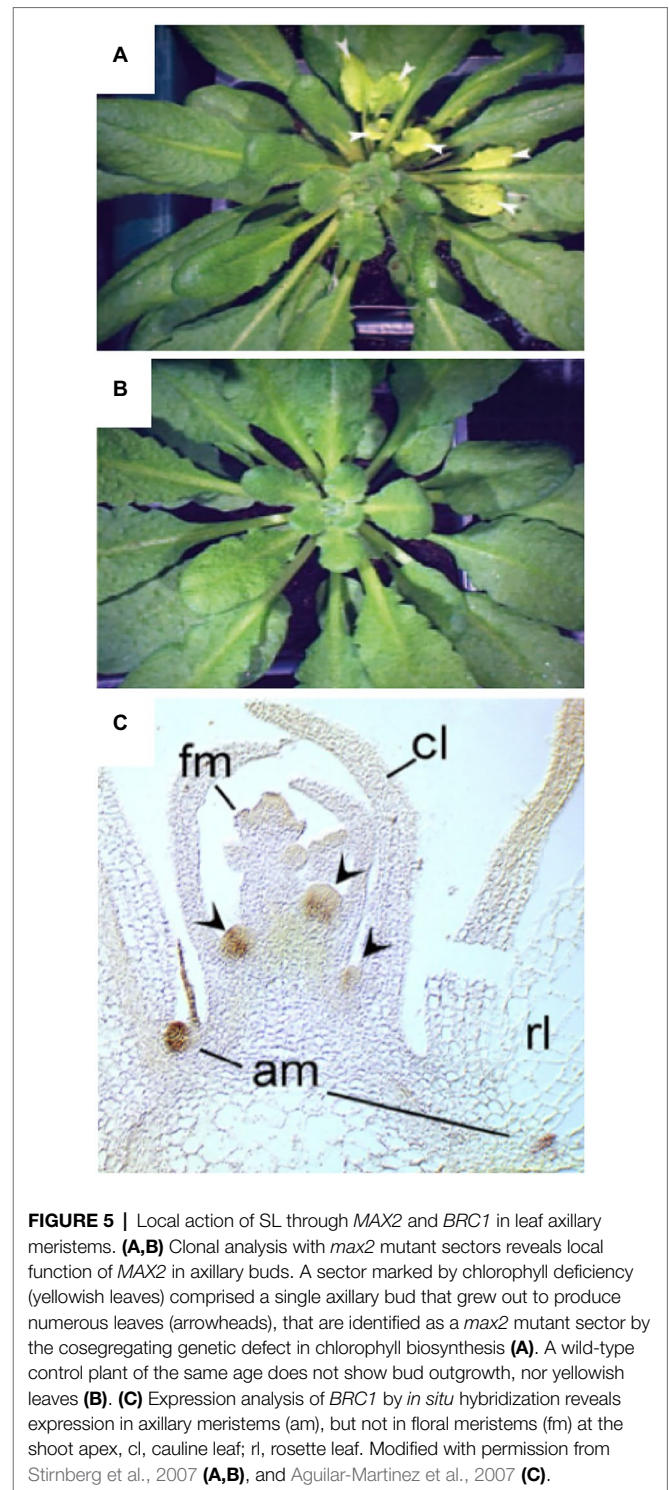 A
B
C
fm
cl
am
rl
FIGURE 5 | Local action of SL through MAX2 and BRC1 in leaf axillary
meristems. (A,B) Clonal analysis with max2 mutant sectors reveals local
function of MAX2 in axillary buds. A sector marked by chlorophyll deficiency
(yellowish leaves) comprised a single axillary bud that grew out to produce
numerous leaves (arrowheads), that are identified as a max2 mutant sector by
the cosegregating genetic defect in chlorophyll biosynthesis (A). A wild-type
control plant of the same age does not show bud outgrowth, nor yellowish
leaves (B). (C) Expression analysis of BRC1 by in situ hybridization reveals
expression in axillary meristems (am), but not in floral meristems (fm) at the
shoot apex, cl, cauline leaf; rl, rosette leaf. Modified with permission from
Stirnberg et al., 2007 (A,B), and Aguilar-Martinez et al., 2007 (C).